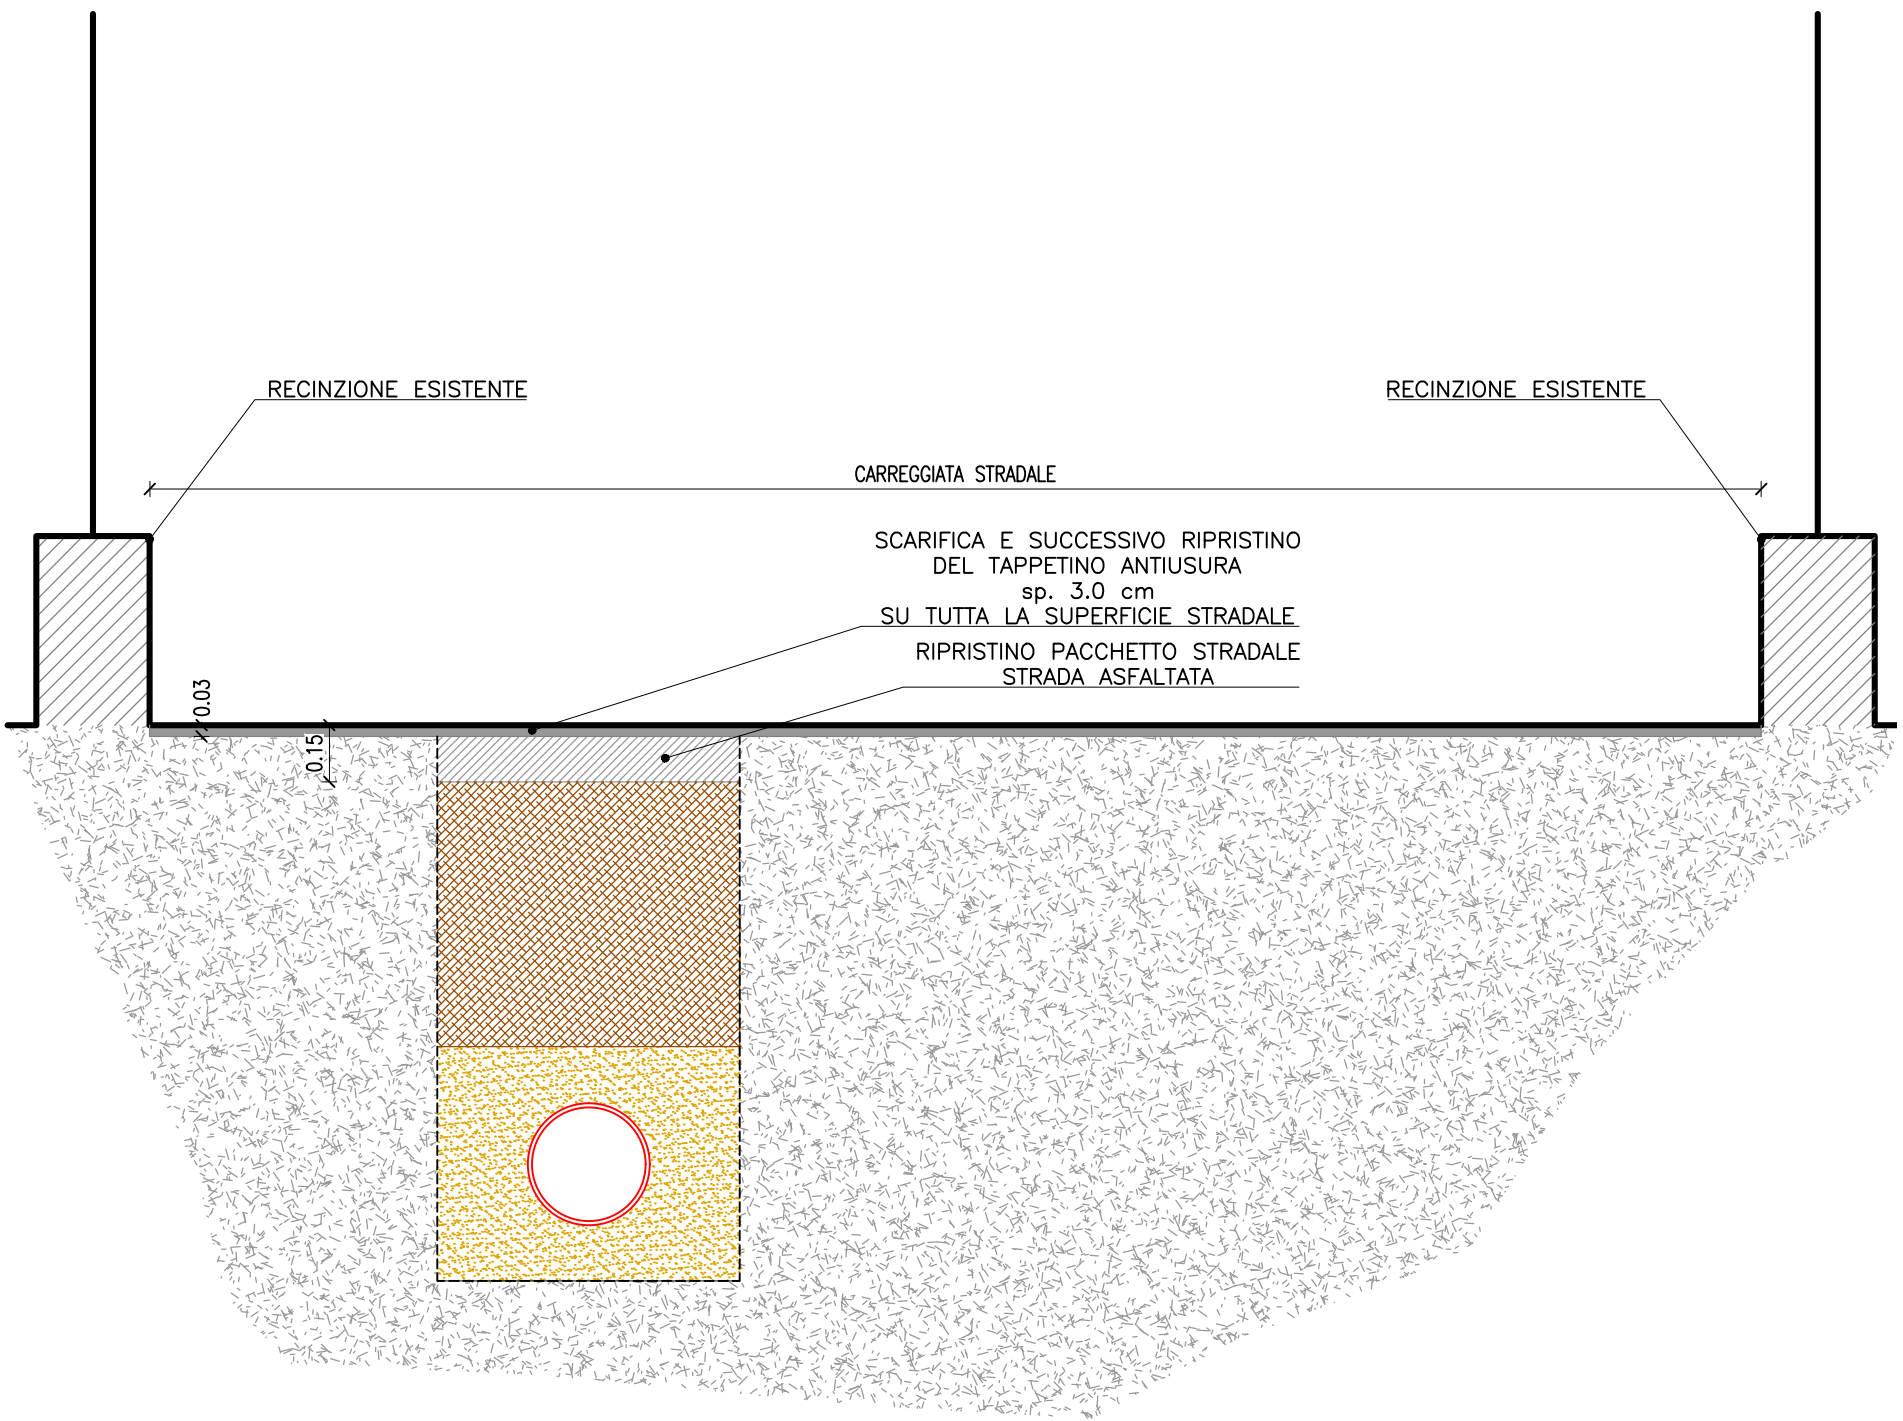 RECINZIONE ESISTENTE
RECINZIONE ESISTENTE
CARREGGIATA STRADALE
SCARIFICA E SUCCESSIVO RIPRISTINO
DEL TAPPETINO ANTIUSURA
sp. 3.0 cm
SU TUTTA LA SUPERFICIE STRADALE
RIPRISTINO PACCHETTO STRADALE
STRADA ASFALTATA
0.03
0.15